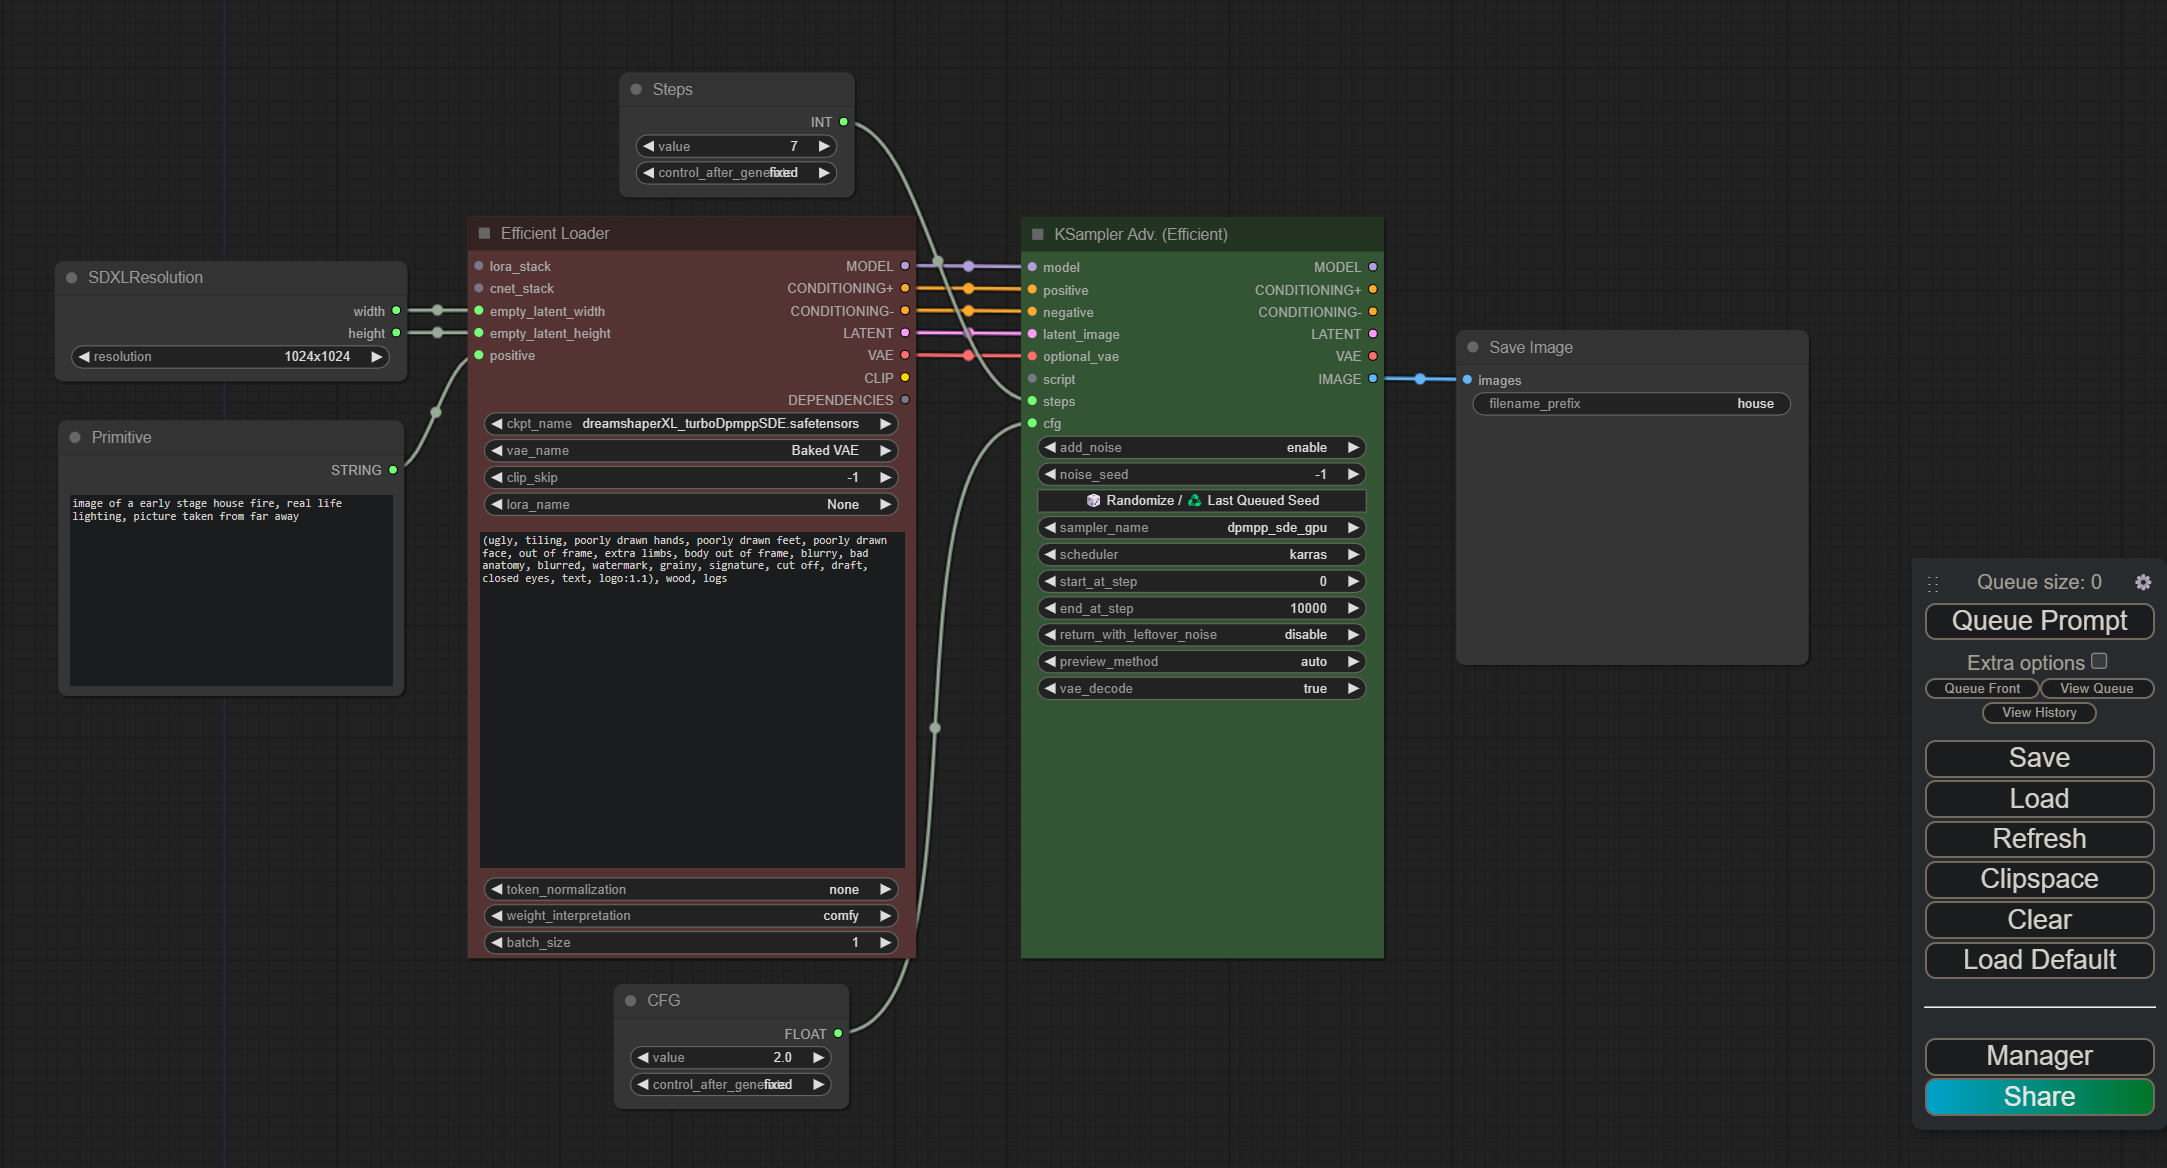 Steps
INT
value 7
control_after_gene fixed
SDXLResolution
width
height
resolution 1024x1024
Primitive
STRING
image of a early stage house fire, real life
lighting, picture taken from far away
Efficient Loader
lora_stack MODEL
cnet_stack CONDITIONING+
empty_latent_width CONDITIONING-
empty_latent_height LATENT
positive VAE
CLIP
DEPENDENCIES
ckpt_name dreamshaperXL_turboDpmppSDE.safetensors
vae_name Baked VAE
clip_skip -1
lora_name None
(ugly, tiling, poorly drawn hands, poorly drawn feet, poorly drawn
face, out of frame, extra limbs, body out of frame, blurry, bad
anatomy, blurred, watermark, grainy, signature, cut off, draft,
closed eyes, text, logo:1.1), wood, logs
token_normalization none
weight_interpretation comfy
batch_size 1
CFG
FLOAT
value 2.0
control_after_gene fixed
KSampler Adv. (Efficient)
model MODEL
positive CONDITIONING+
negative CONDITIONING-
latent_image LATENT
optional_vae VAE
script IMAGE
steps
cfg
add_noise enable
noise_seed -1
🎲 Randomize / ♻️ Last Queued Seed
sampler_name dpmpp_sde_gpu
scheduler karras
start_at_step 0
end_at_step 10000
return_with_leftover_noise disable
preview_method auto
vae_decode true
Save Image
images
filename_prefix house
Queue size: 0
Queue Prompt
Extra options
Queue Front View Queue
View History
Save
Load
Refresh
Clipspace
Clear
Load Default
Manager
Share